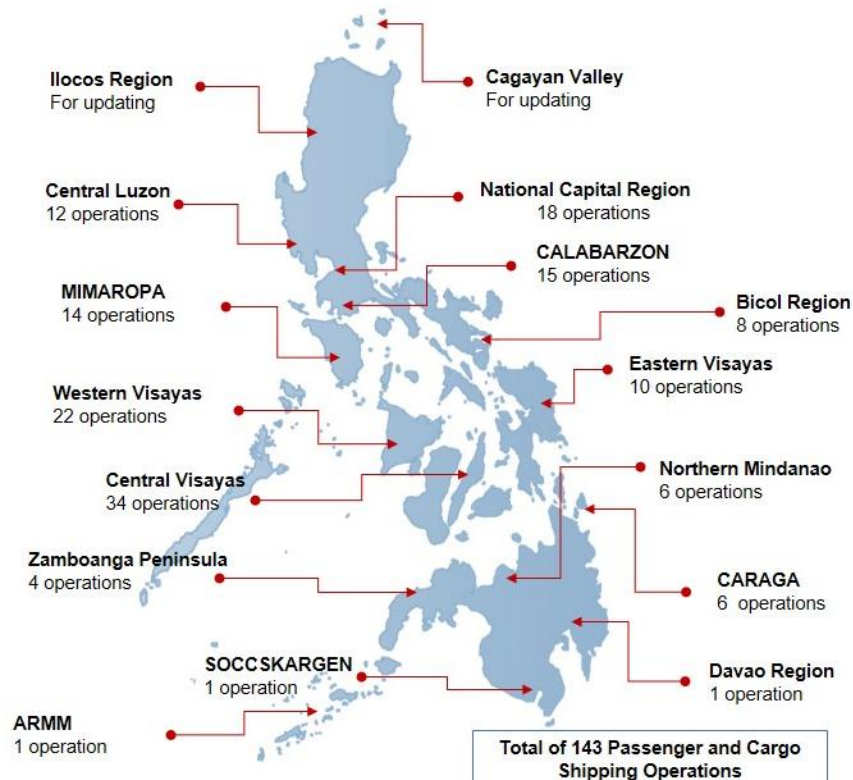 Ilocos Region
For updating
Cagayan Valley
For updating
Central Luzon
12 operations
National Capital Region
18 operations
CALABARZON
15 operations
MIMAROPA
14 operations
Bicol Region
8 operations
Eastern Visayas
10 operations
Western Visayas
22 operations
Northern Mindanao
6 operations
Central Visayas
34 operations
Zamboanga Peninsula
4 operations
CARAGA
6 operations
SOCCSKARGEN
1 operation
Davao Region
1 operation
ARMM
1 operation
Total of 143 Passenger and Cargo
Shipping Operations